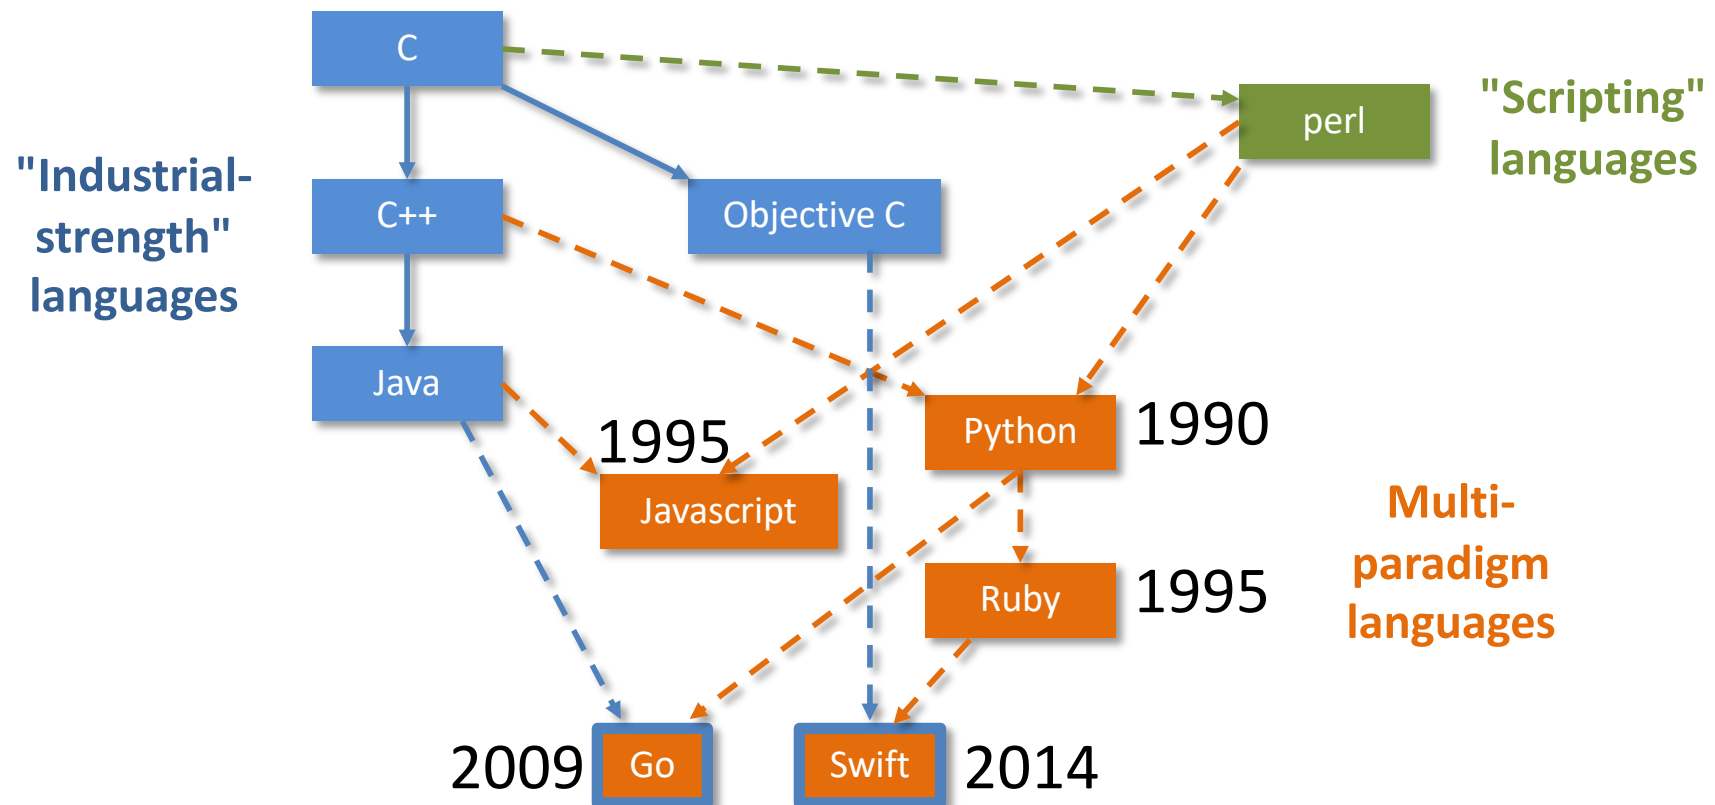 C
perl
"Scripting"
languages
"Industrial-
strength"
languages
C++
Objective C
Java
1995
Javascript
Python
1990
Multi-
paradigm
languages
Ruby
1995
2009
Go
Swift
2014